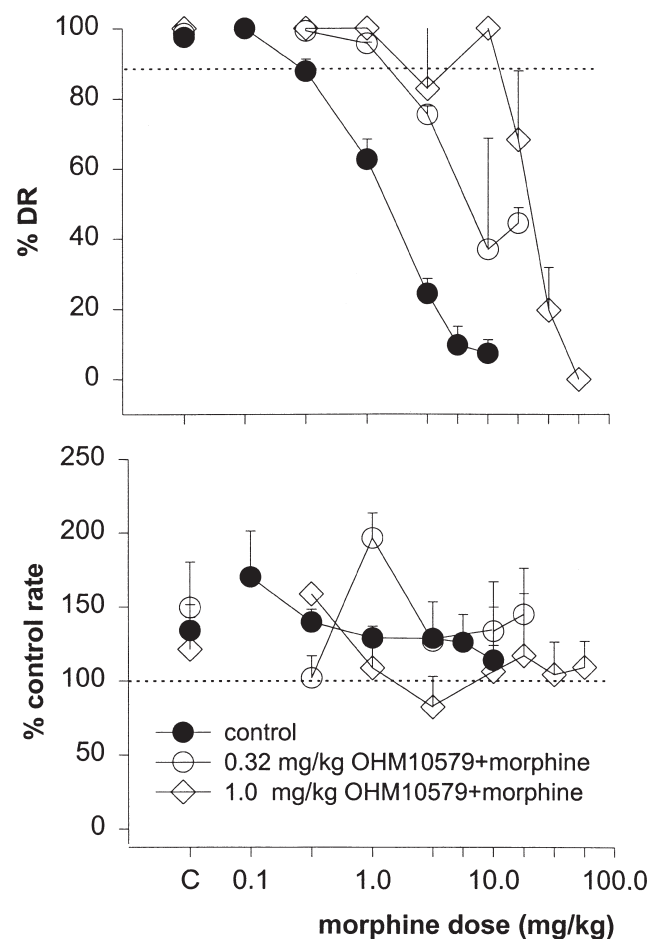 100
80
60
40
20
0
% DR
250
200
150
100
50
0
% control rate
control
0.32 mg/kg OHM10579+morphine
1.0 mg/kg OHM10579+morphine
C 0.1 1.0 10.0 100.0
morphine dose (mg/kg)